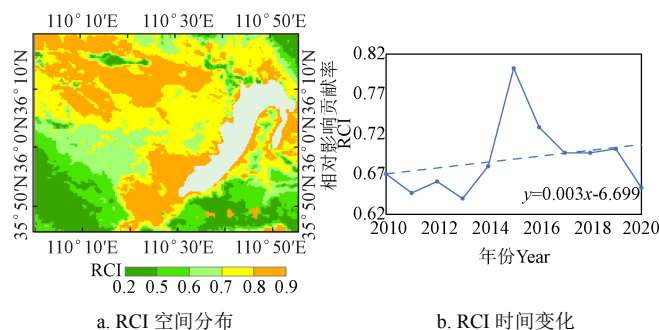 110°10′E 110°30′E 110°50′E
36°10′N
36°0′N
35°50′N
36°10′N
36°0′N
35°50′N
110°10′E 110°30′E 110°50′E
RCI
0.2 0.5 0.6 0.7 0.8 0.9
a. RCI 空间分布
相对影响贡献率
RCI
0.82
0.77
0.72
0.67
0.62
y=0.003x-6.699
2010 2012 2014 2016 2018 2020
年份Year
b. RCI 时间变化